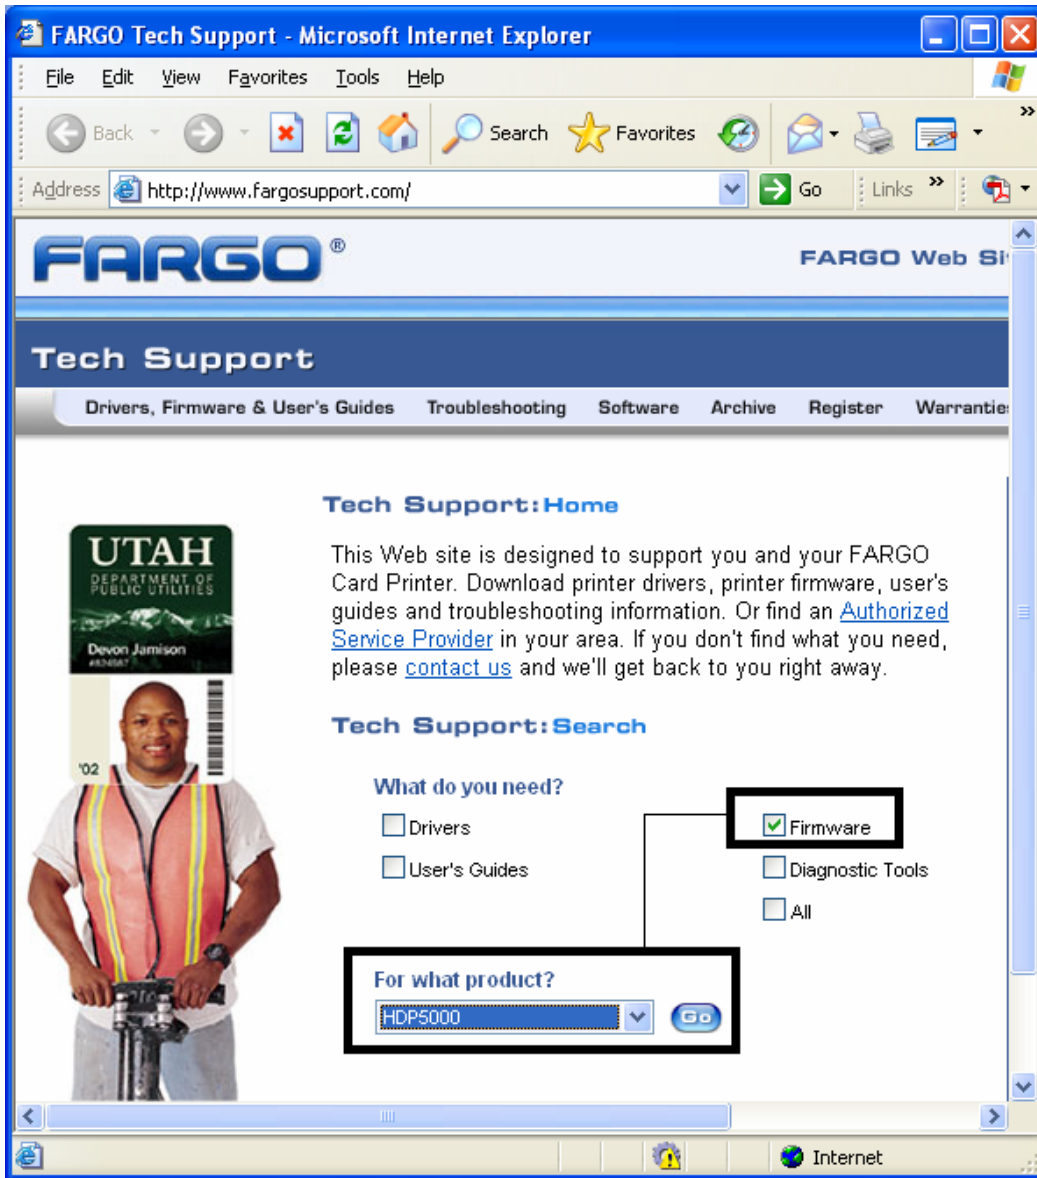 FARGO Tech Support - Microsoft Internet Explorer
File Edit View Favorites Tools Help
Back Search Favorites
Address http://www.fargosupport.com/ Go Links
FARGO® FARGO Web Si
Tech Support
Drivers, Firmware & User's Guides Troubleshooting Software Archive Register Warrantie
Tech Support:Home
This Web site is designed to support you and your FARGO
Card Printer. Download printer drivers, printer firmware, user's
guides and troubleshooting information. Or find an Authorized
Service Provider in your area. If you don't find what you need,
please contact us and we'll get back to you right away.
UTAH
DEPARTMENT OF
PUBLIC UTILITIES
Devon Jamison
'02
Tech Support:Search
What do you need?
Drivers Firmware
User's Guides Diagnostic Tools
All
For what product?
HDP5000 Go
Internet